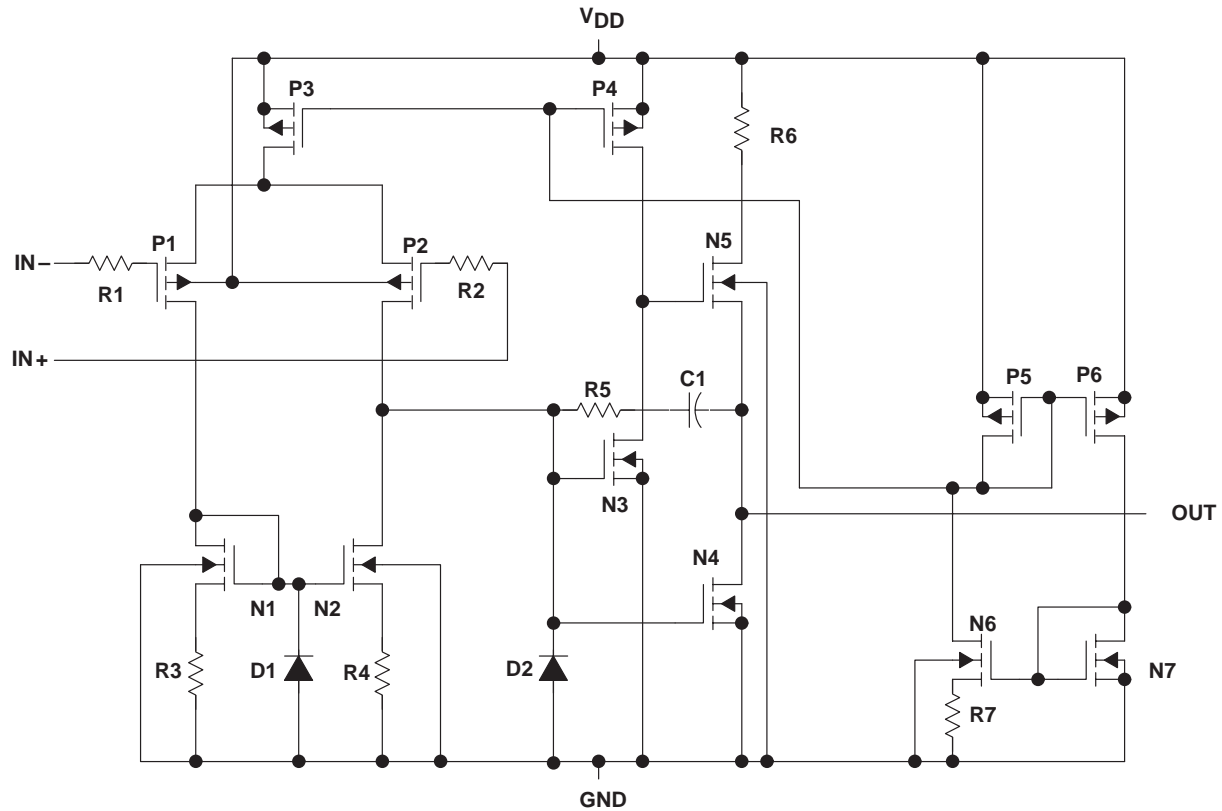 VDD
P3
P4
R6
P1
P2
N5
IN−
R1
R2
IN+
P5
P6
R5
C1
N3
OUT
N4
N1
N2
N6
R3
D1
R4
D2
N7
R7
GND